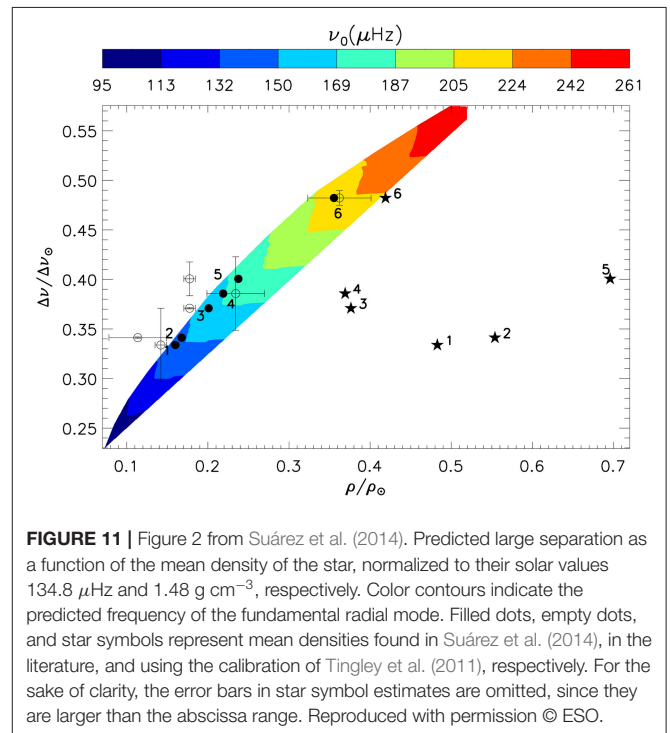 ν₀(μHz)
95 113 132 150 169 187 205 224 242 261
Δν/Δν⊙
0.55
0.50
0.45
0.40
0.35
0.30
0.25
6
6
5
5
4
4
3
3
2
2
1
1
0.1 0.2 0.3 0.4 0.5 0.6 0.7
ρ/ρ⊙
FIGURE 11 | Figure 2 from Suárez et al. (2014). Predicted large separation as
a function of the mean density of the star, normalized to their solar values
134.8 μHz and 1.48 g cm⁻³, respectively. Color contours indicate the
predicted frequency of the fundamental radial mode. Filled dots, empty dots,
and star symbols represent mean densities found in Suárez et al. (2014), in the
literature, and using the calibration of Tingley et al. (2011), respectively. For the
sake of clarity, the error bars in star symbol estimates are omitted, since they
are larger than the abscissa range. Reproduced with permission © ESO.